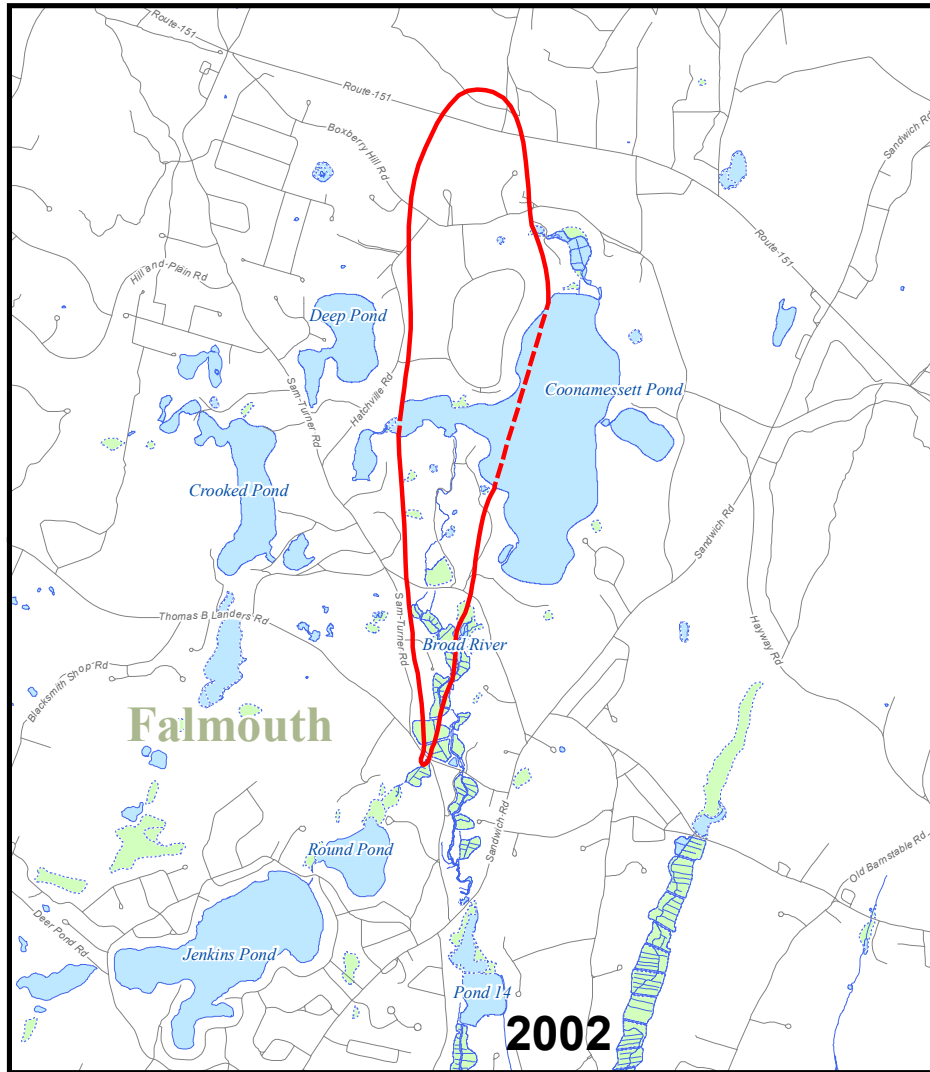 Route-151
Route-151
Boxberry Hill Rd
Sandwich Rd
Route-151
Hill-and-Plain Rd
Deep Pond
Sam-Turner Rd
Hatchville Rd
Coonamessett Pond
Crooked Pond
Sandwich Rd
Thomas B Landers Rd
Sam-Turner Rd
Hayway Rd
Broad River
Blacksmith Shop Rd
Falmouth
Sandwich Rd
Round Pond
Old Barnstable Rd
Deer Pond Rd
Jenkins Pond
Pond 14
2002